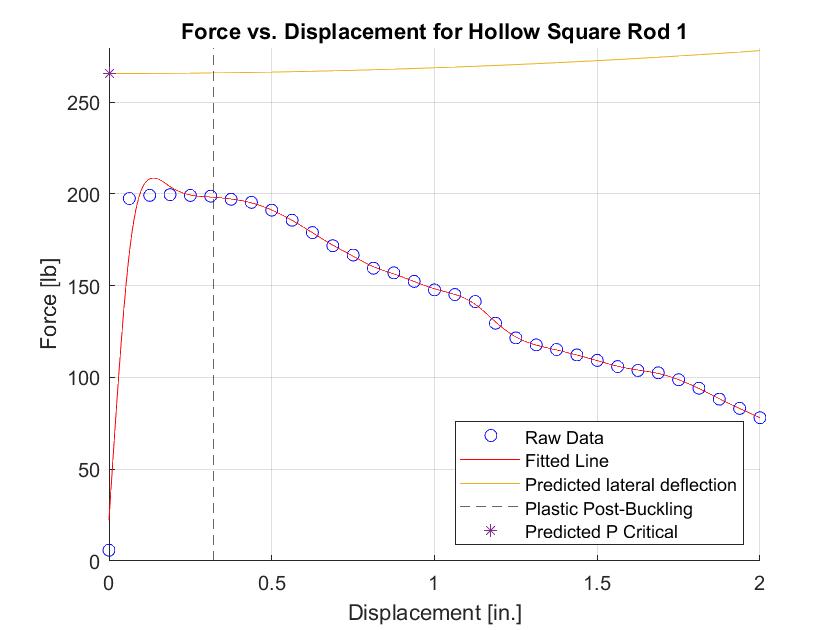 Force vs. Displacement for Hollow Square Rod 1
Force [lb]
250
200
150
100
50
0
0
0.5
1
1.5
2
Displacement [in.]
Raw Data
Fitted Line
Predicted lateral deflection
Plastic Post-Buckling
Predicted P Critical